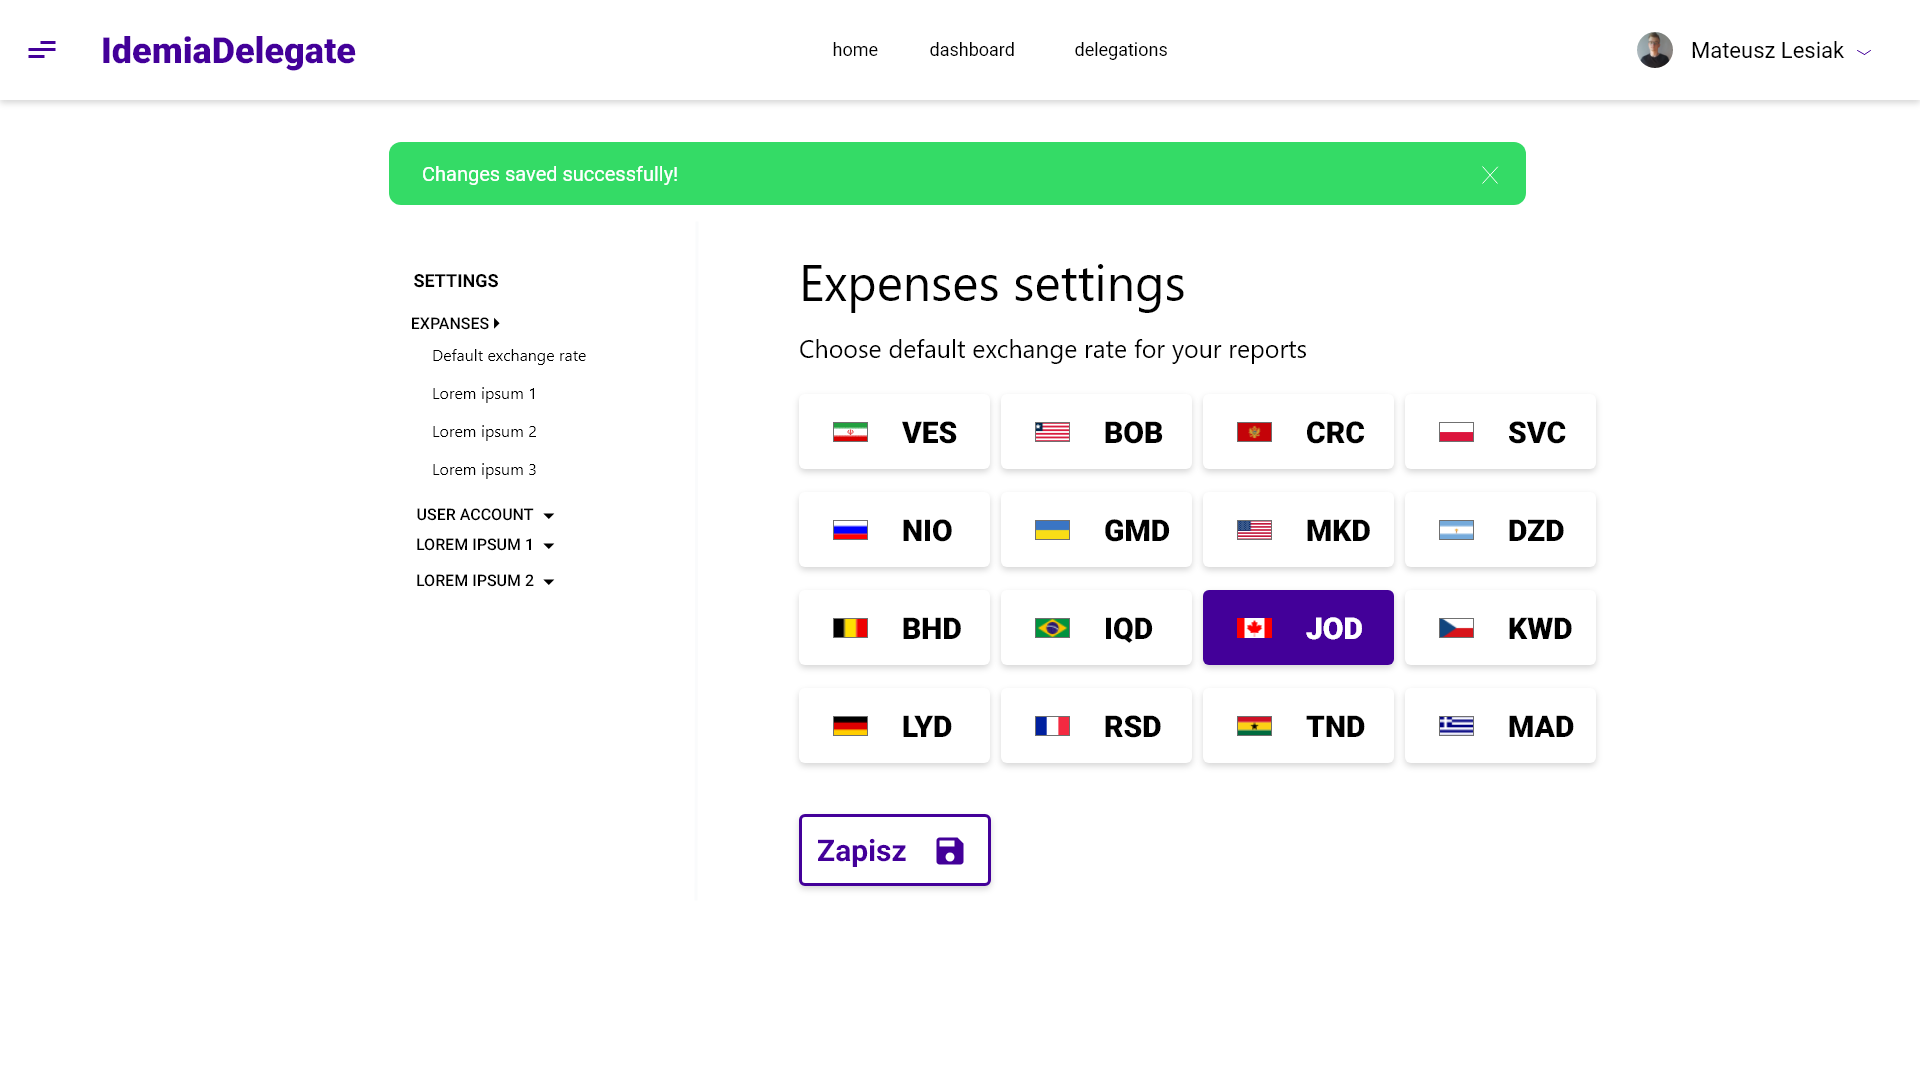 IdemiaDelegate
home dashboard delegations
Mateusz Lesiak
Changes saved successfully!
SETTINGS
EXPANSES
Default exchange rate
Lorem ipsum 1
Lorem ipsum 2
Lorem ipsum 3
USER ACCOUNT
LOREM IPSUM 1
LOREM IPSUM 2
Expenses settings
Choose default exchange rate for your reports
VES BOB CRC SVC
NIO GMD MKD DZD
BHD IQD JOD KWD
LYD RSD TND MAD
Zapisz